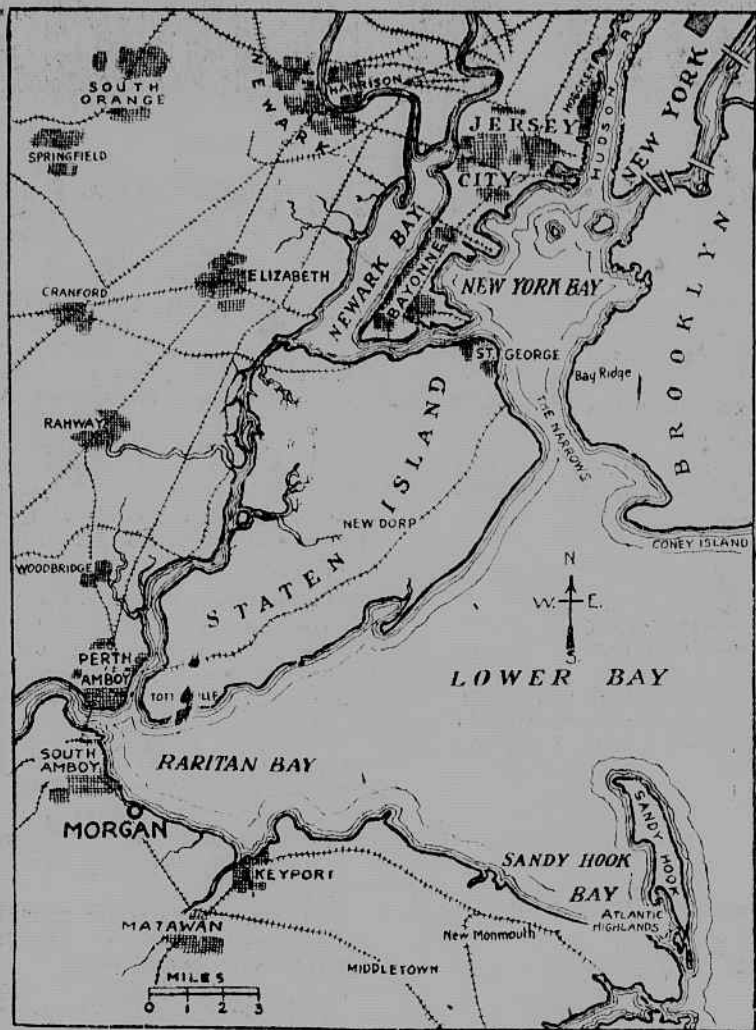 SOUTH
ORANGE
NEWARK
HARRISON
HOBOKEN
HUDSON R
NEW YORK
JERSEY
CITY
SPRINGFIELD
NEWARK BAY
BAYONNE
NEW YORK BAY
BROOKLYN
ELIZABETH
CRANFORD
ST. GEORGE
Bay Ridge
THE NARROWS
RAHWAY
STATEN ISLAND
NEW DORP
CONEY ISLAND
WOODBRIDGE
N
W. E.
S
PERTH
AMBOY
TOTT ILLE
LOWER BAY
SOUTH
AMBOY
RARITAN BAY
MORGAN
SANDY HOOK
SANDY HOOK
BAY
KEYPORT
ATLANTIC
HIGHLANDS
MATAWAN
New Monmouth
MIDDLETOWN
MILES
0 1 2 3